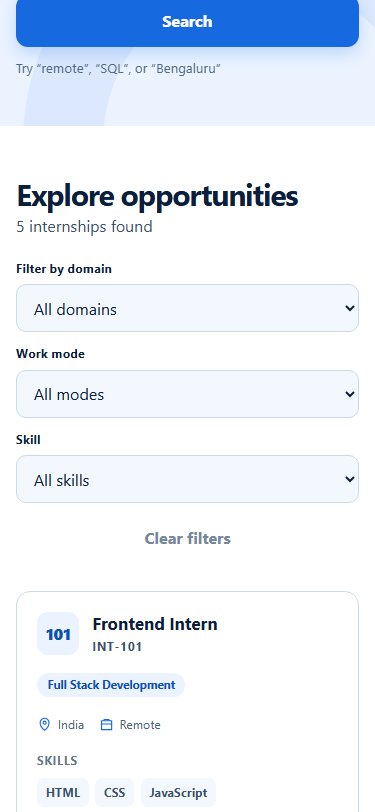 Search
Try “remote”, “SQL”, or “Bengaluru”
Explore opportunities
5 internships found
Filter by domain
All domains
Work mode
All modes
Skill
All skills
Clear filters
101
Frontend Intern
INT-101
Full Stack Development
India Remote
SKILLS
HTML CSS JavaScript